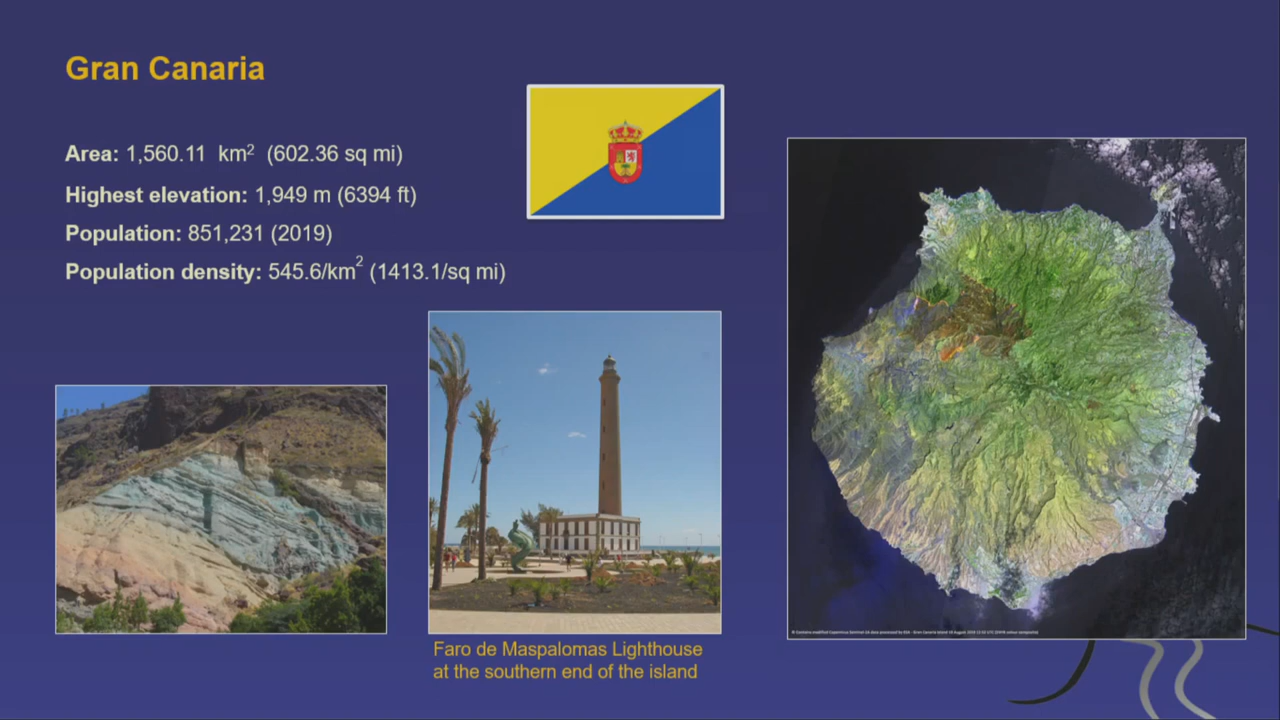 Gran Canaria
Area: 1,560.11 km² (602.36 sq mi)
Highest elevation: 1,949 m (6394 ft)
Population: 851,231 (2019)
Population density: 545.6/km² (1413.1/sq mi)
Faro de Maspalomas Lighthouse
at the southern end of the island